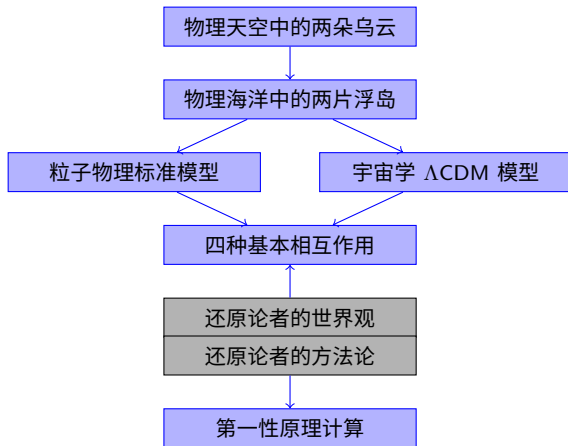 物理天空中的两朵乌云
物理海洋中的两片浮岛
粒子物理标准模型
宇宙学 ΛCDM 模型
四种基本相互作用
还原论者的世界观
还原论者的方法论
第一性原理计算